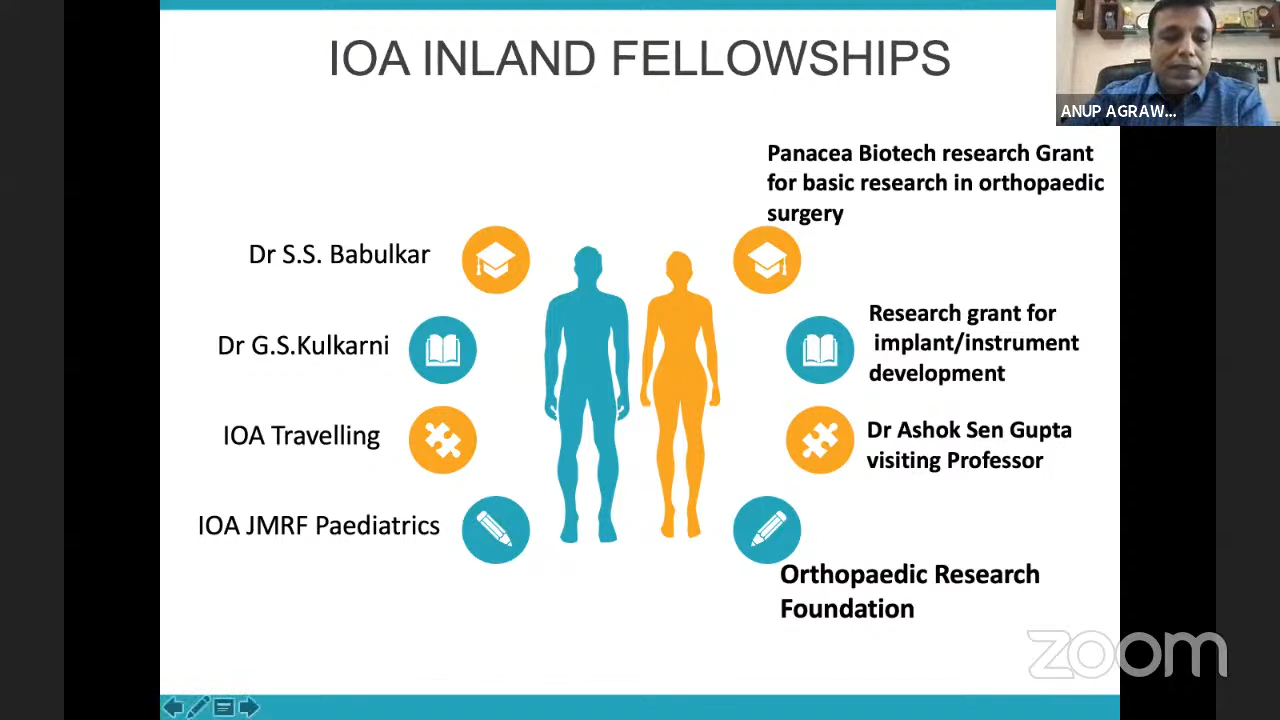 IOA INLAND FELLOWSHIPS
ANUP AGRAW...
Dr S.S. Babulkar
Dr G.S.Kulkarni
IOA Travelling
IOA JMRF Paediatrics
Panacea Biotech research Grant
for basic research in orthopaedic
surgery
Research grant for
implant/instrument
development
Dr Ashok Sen Gupta
visiting Professor
Orthopaedic Research
Foundation
zoom